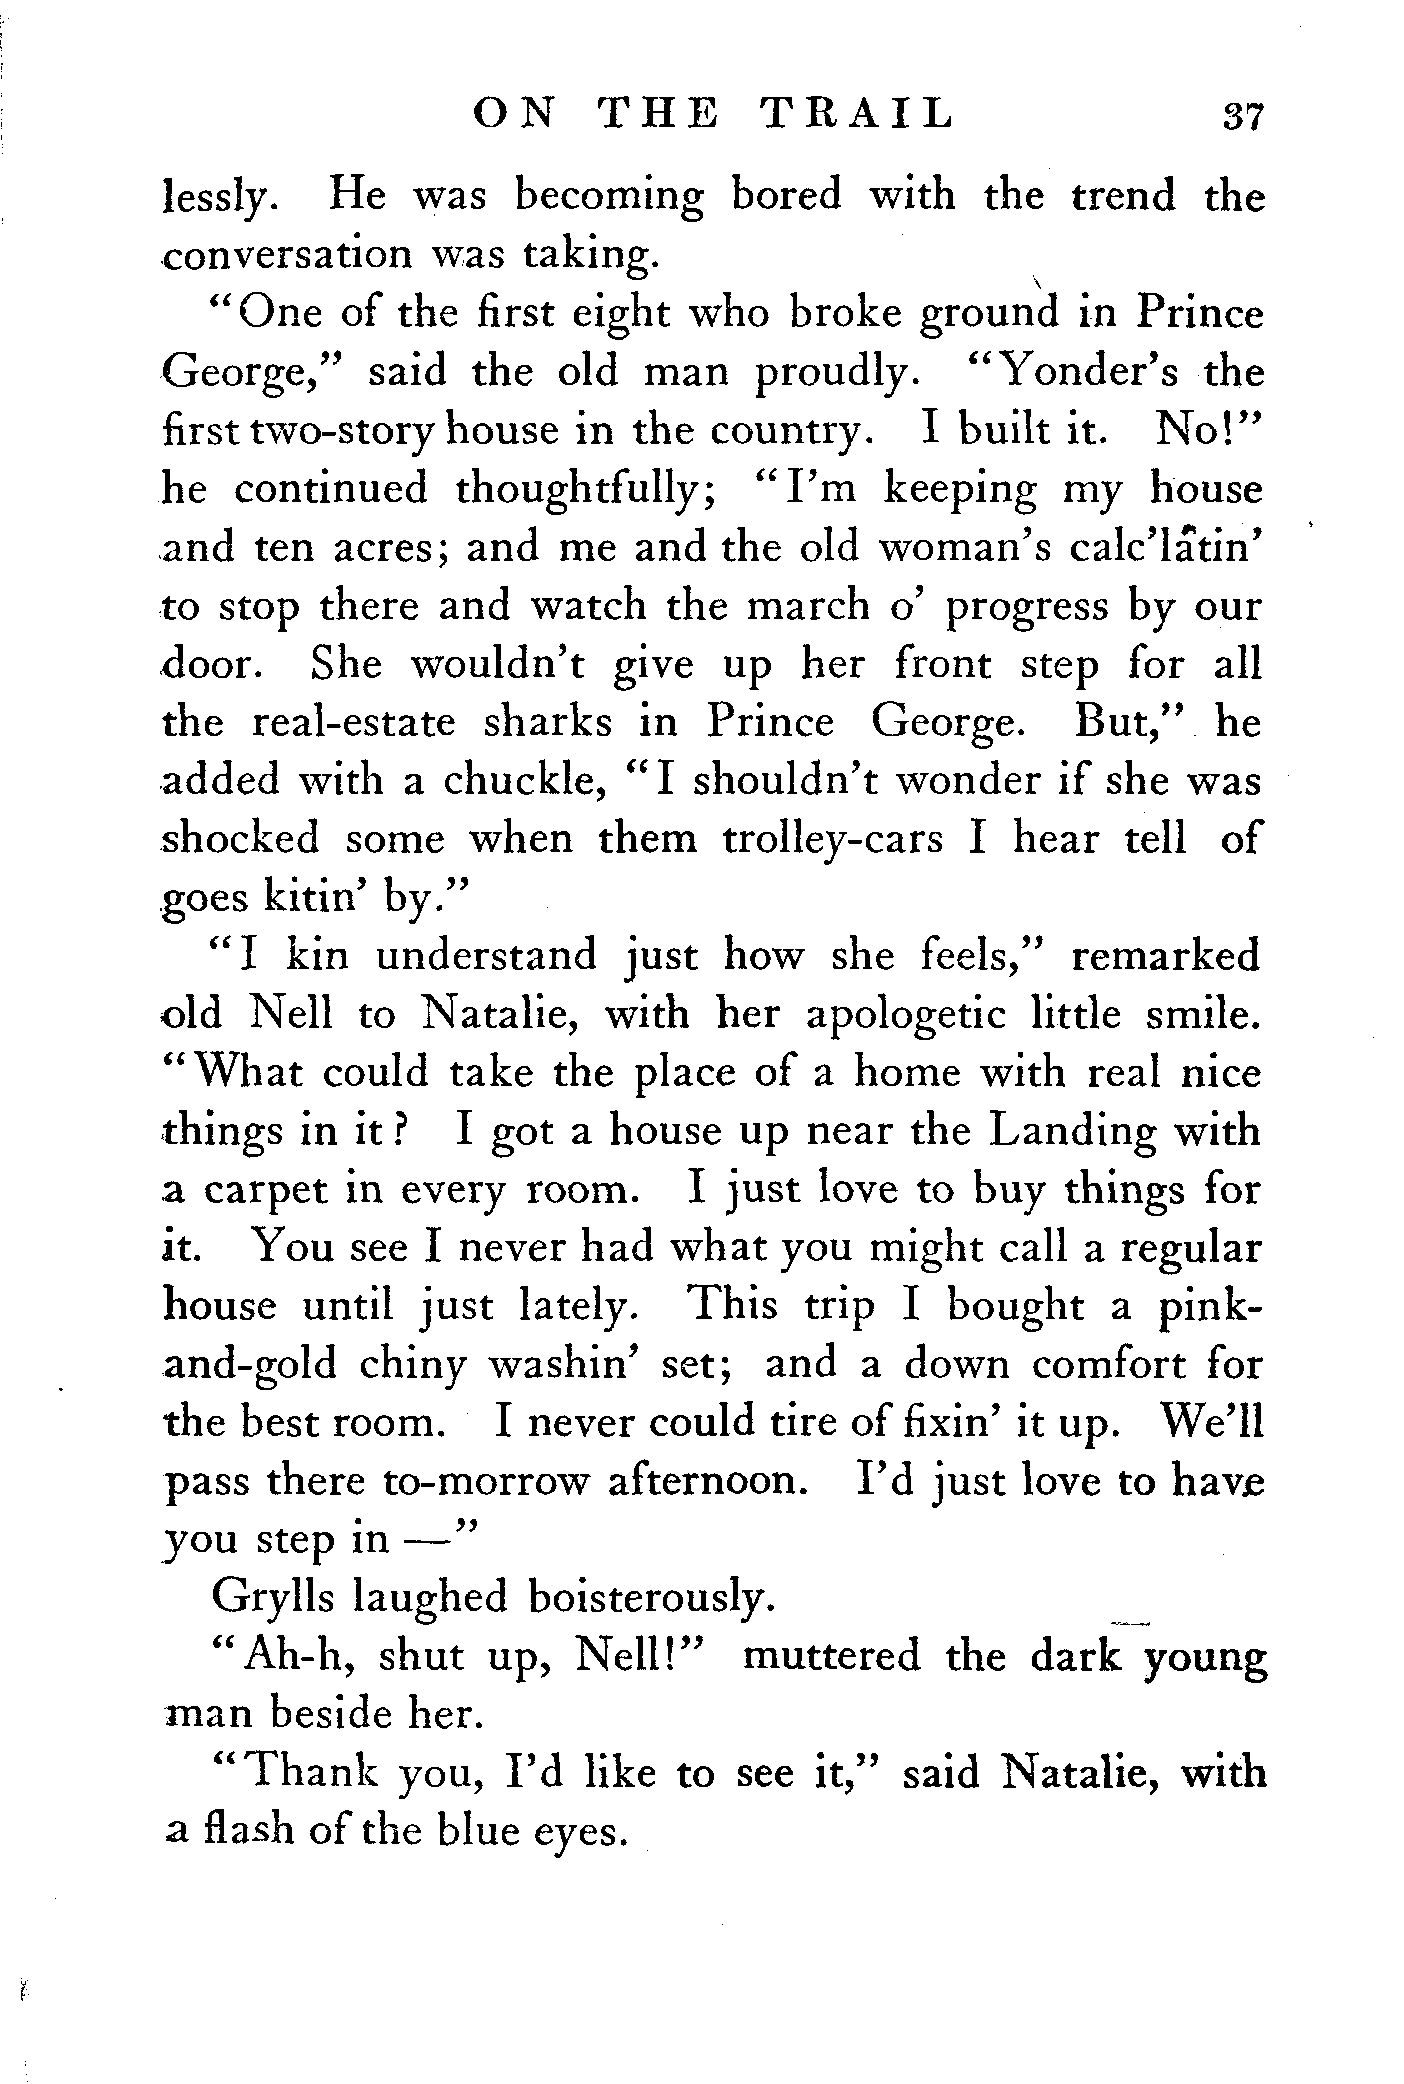 ON THE TRAIL 37
lessly. He was becoming bored with the trend the
conversation was taking.
“One of the first eight who broke ground in Prince
George,” said the old man proudly. “Yonder’s the
first two-story house in the country. I built it. No!”
he continued thoughtfully; “I’m keeping my house
and ten acres; and me and the old woman’s calc’lâtin’
to stop there and watch the march o’ progress by our
door. She wouldn’t give up her front step for all
the real-estate sharks in Prince George. But,” he
added with a chuckle, “I shouldn’t wonder if she was
shocked some when them trolley-cars I hear tell of
goes kitin’ by.”
“I kin understand just how she feels,” remarked
old Nell to Natalie, with her apologetic little smile.
“What could take the place of a home with real nice
things in it? I got a house up near the Landing with
a carpet in every room. I just love to buy things for
it. You see I never had what you might call a regular
house until just lately. This trip I bought a pink-
and-gold chiny washin’ set; and a down comfort for
the best room. I never could tire of fixin’ it up. We’ll
pass there to-morrow afternoon. I’d just love to have
you step in —”
Grylls laughed boisterously.
“Ah-h, shut up, Nell!” muttered the dark young
man beside her.
“Thank you, I’d like to see it,” said Natalie, with
a flash of the blue eyes.